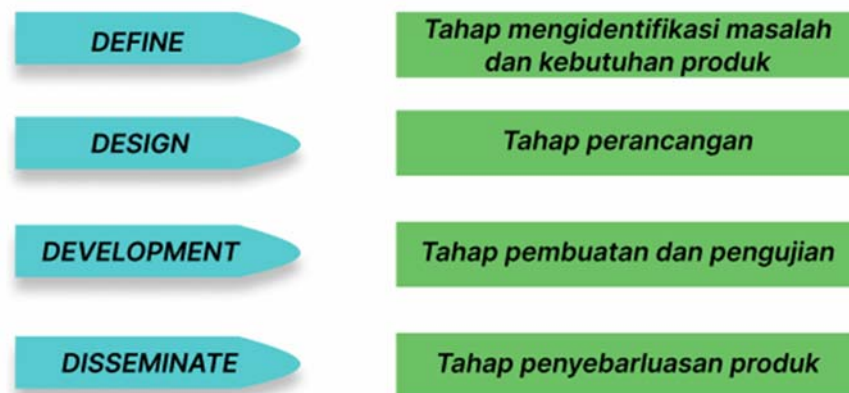 DEFINE
Tahap mengidentifikasi masalah
dan kebutuhan produk
DESIGN
Tahap perancangan
DEVELOPMENT
Tahap pembuatan dan pengujian
DISSEMINATE
Tahap penyebarluasan produk